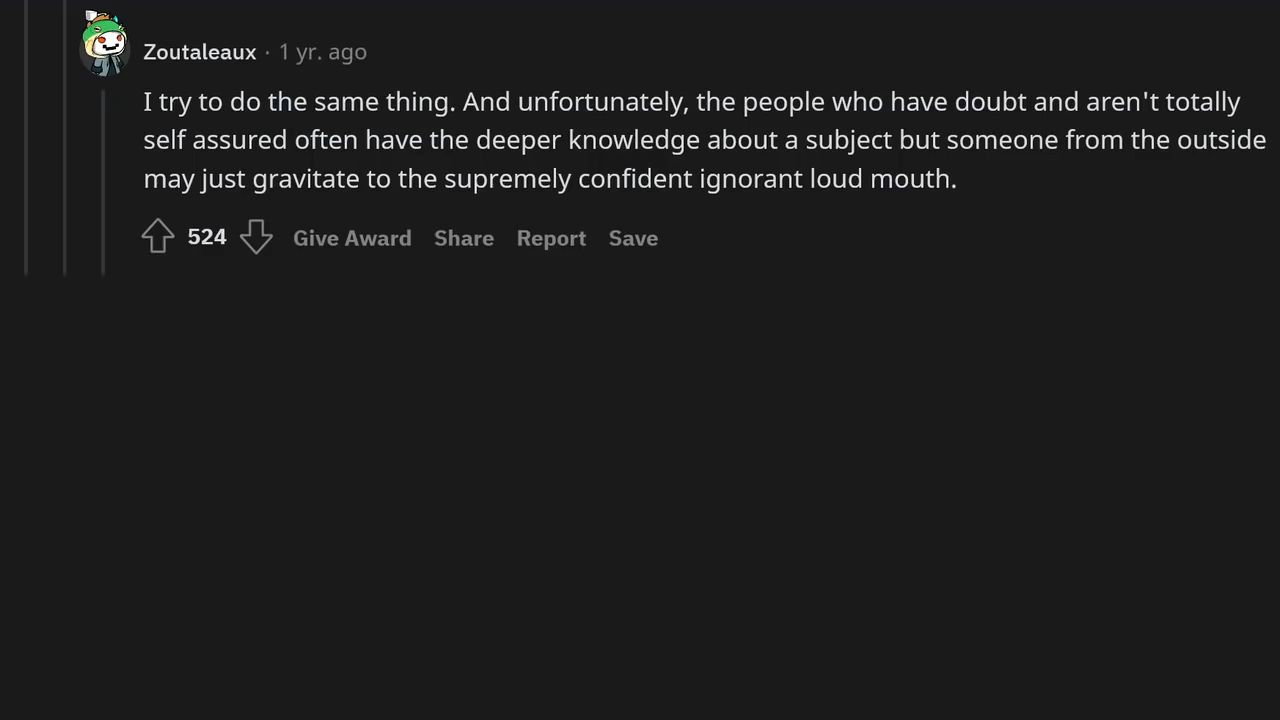 Zoutaleaux · 1 yr. ago
I try to do the same thing. And unfortunately, the people who have doubt and aren't totally
self assured often have the deeper knowledge about a subject but someone from the outside
may just gravitate to the supremely confident ignorant loud mouth.
524 Give Award Share Report Save